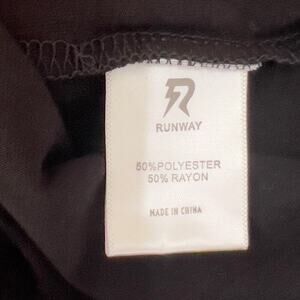 RUNWAY
50%POLYESTER
50% RAYON
MADE IN CHINA